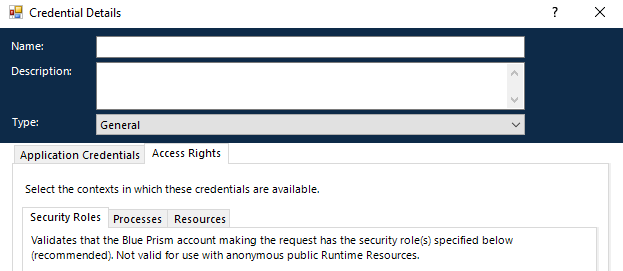 Credential Details
?
Name:
Description:
Type:
General
Application Credentials Access Rights
Select the contexts in which these credentials are available.
Security Roles Processes Resources
Validates that the Blue Prism account making the request has the security role(s) specified below
(recommended). Not valid for use with anonymous public Runtime Resources.